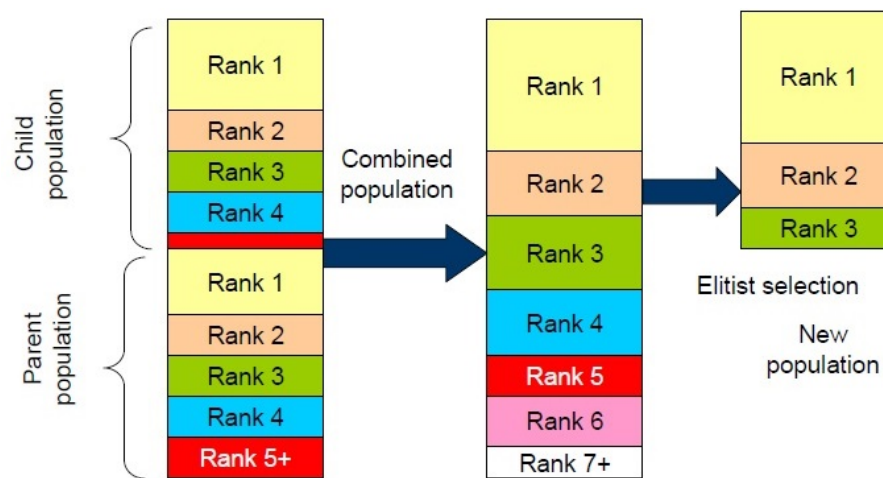 Child
population
Rank 1
Rank 2
Rank 3
Rank 4
Parent
population
Rank 1
Rank 2
Rank 3
Rank 4
Rank 5+
Combined
population
Rank 1
Rank 2
Rank 3
Rank 4
Rank 5
Rank 6
Rank 7+
Rank 1
Rank 2
Rank 3
Elitist selection
New
population